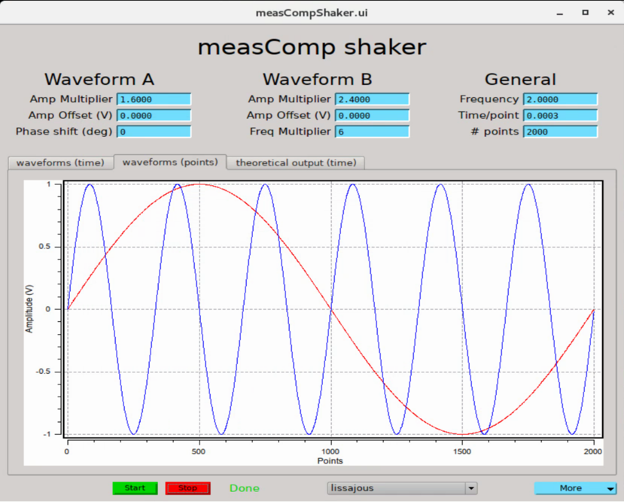 measCompShaker.ui
measComp shaker
Waveform A
Waveform B
General
Amp Multiplier 1.6000
Amp Multiplier 2.4000
Frequency 2.0000
Amp Offset (V) 0.0000
Amp Offset (V) 0.0000
Time/point 0.0003
Phase shift (deg) 0
Freq Multiplier 6
# points 2000
waveforms (time) waveforms (points) theoretical output (time)
Amplitude (V)
1
0.5
0
-0.5
-1
0 500 1000 1500 2000
Points
Start Stop Done lissajous More